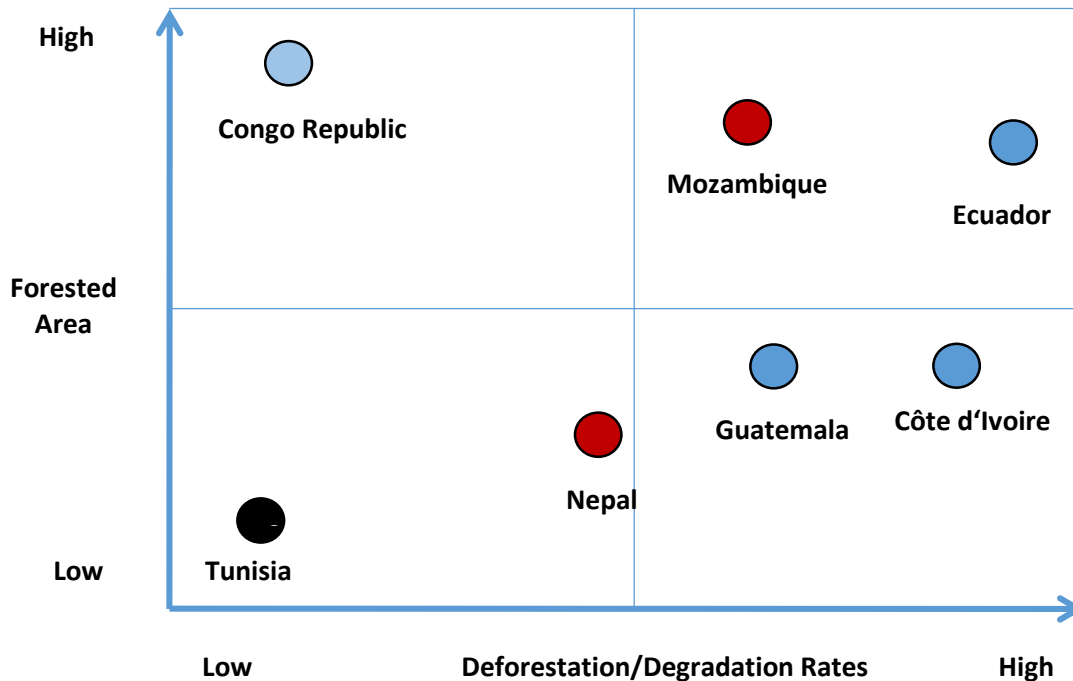 High
Congo Republic
Mozambique
Ecuador
Forested
Area
Guatemala
Côte d‘Ivoire
Nepal
Low
Tunisia
Low
Deforestation/Degradation Rates
High